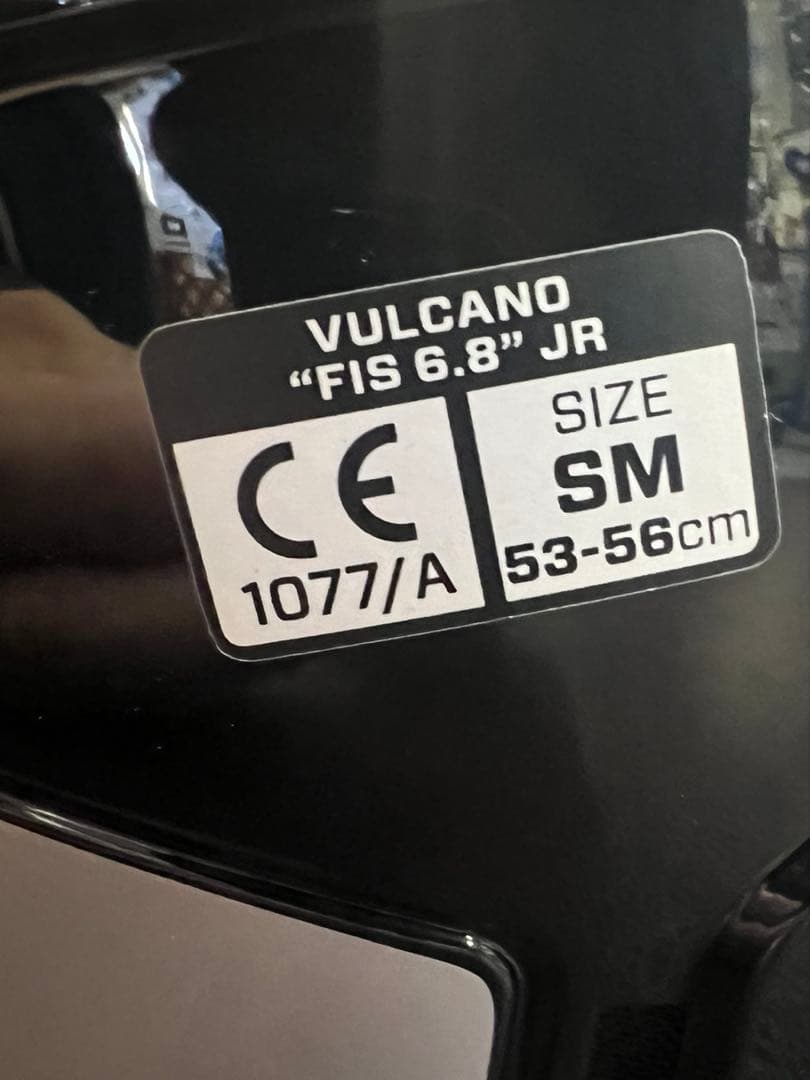 VULCANO
“FIS 6.8” JR
CE
1077/A
SIZE
SM
53-56cm